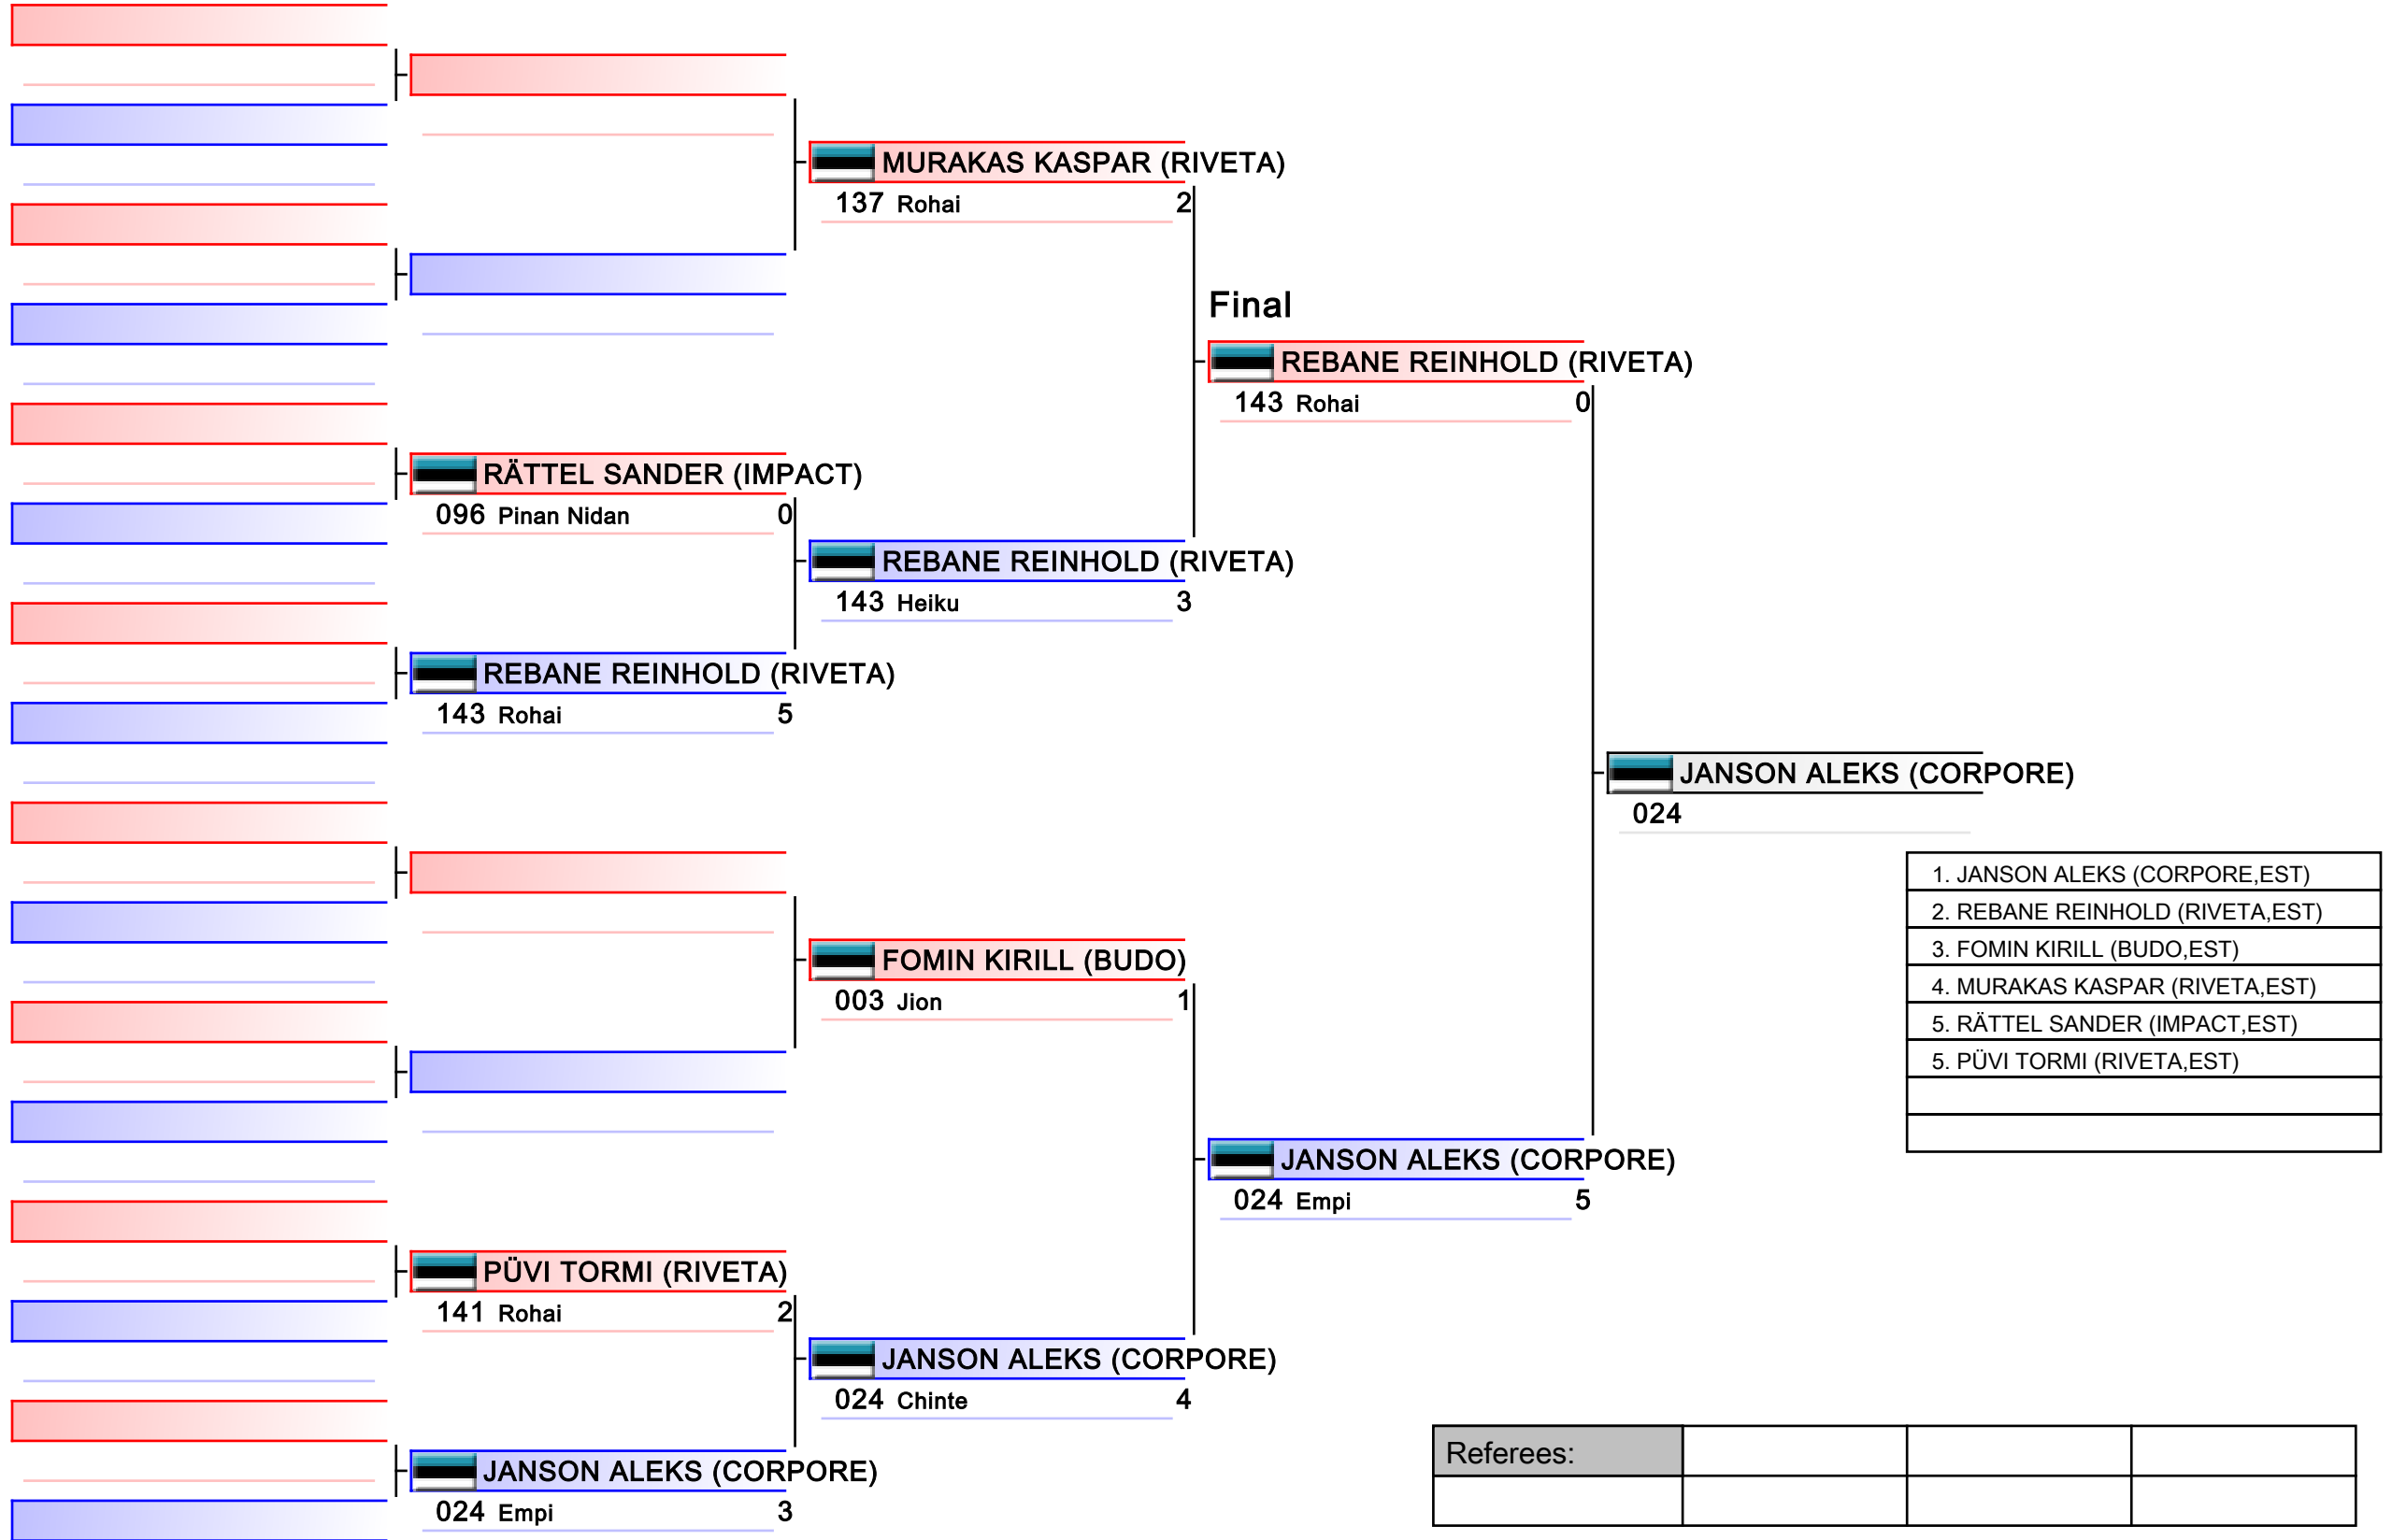 MURAKAS KASPAR (RIVETA)
137 Rohai 2
Final
REBANE REINHOLD (RIVETA)
143 Rohai 0
RÄTTEL SANDER (IMPACT)
096 Pinan Nidan 0
REBANE REINHOLD (RIVETA)
143 Heiku 3
REBANE REINHOLD (RIVETA)
143 Rohai 5
JANSON ALEKS (CORPORE)
024
1. JANSON ALEKS (CORPORE,EST)
2. REBANE REINHOLD (RIVETA,EST)
3. FOMIN KIRILL (BUDO,EST)
4. MURAKAS KASPAR (RIVETA,EST)
5. RÄTTEL SANDER (IMPACT,EST)
5. PÜVI TORMI (RIVETA,EST)
FOMIN KIRILL (BUDO)
003 Jion 1
JANSON ALEKS (CORPORE)
024 Empi 5
PÜVI TORMI (RIVETA)
141 Rohai 2
JANSON ALEKS (CORPORE)
024 Chinte 4
JANSON ALEKS (CORPORE)
024 Empi 3
Referees: